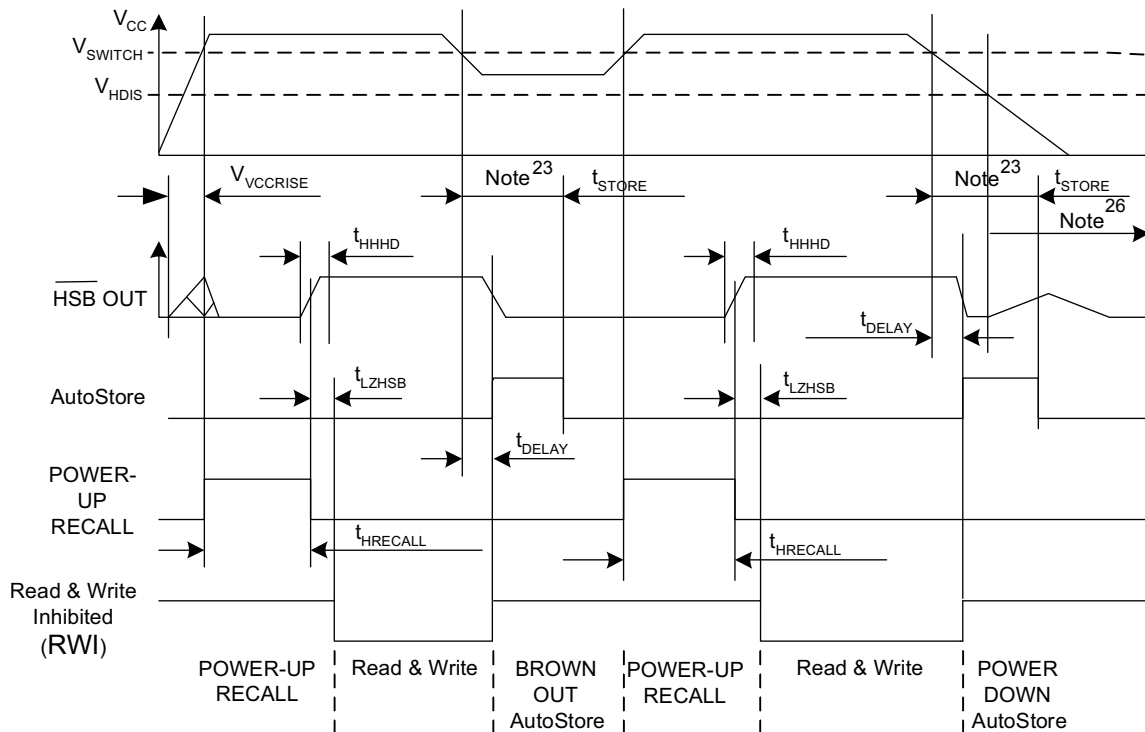 VCC
VSWITCH
VHDIS
VVCCRISE
Note23
tSTORE
Note23
tSTORE
Note26
tHHHD
tHHHD
HSB OUT
tDELAY
tLZHSB
tLZHSB
AutoStore
tDELAY
POWER-
UP
RECALL
tHRECALL
tHRECALL
Read & Write
Inhibited
(RWI)
POWER-UP
RECALL
Read & Write
BROWN
OUT
AutoStore
POWER-UP
RECALL
Read & Write
POWER
DOWN
AutoStore